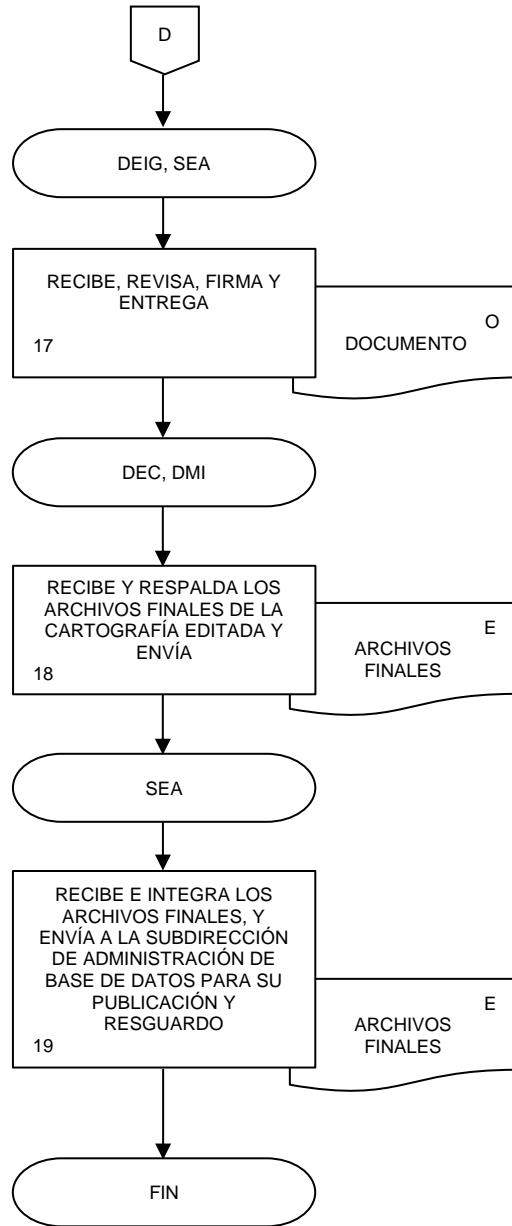 D
DEIG, SEA
RECIBE, REVISA, FIRMA Y
ENTREGA
17
O
DOCUMENTO
DEC, DMI
RECIBE Y RESPALDA LOS
ARCHIVOS FINALES DE LA
CARTOGRAFÍA EDITADA Y
ENVÍA
18
E
ARCHIVOS
FINALES
SEA
RECIBE E INTEGRA LOS
ARCHIVOS FINALES, Y
ENVÍA A LA SUBDIRECCIÓN
DE ADMINISTRACIÓN DE
BASE DE DATOS PARA SU
PUBLICACIÓN Y
RESGUARDO
19
E
ARCHIVOS
FINALES
FIN